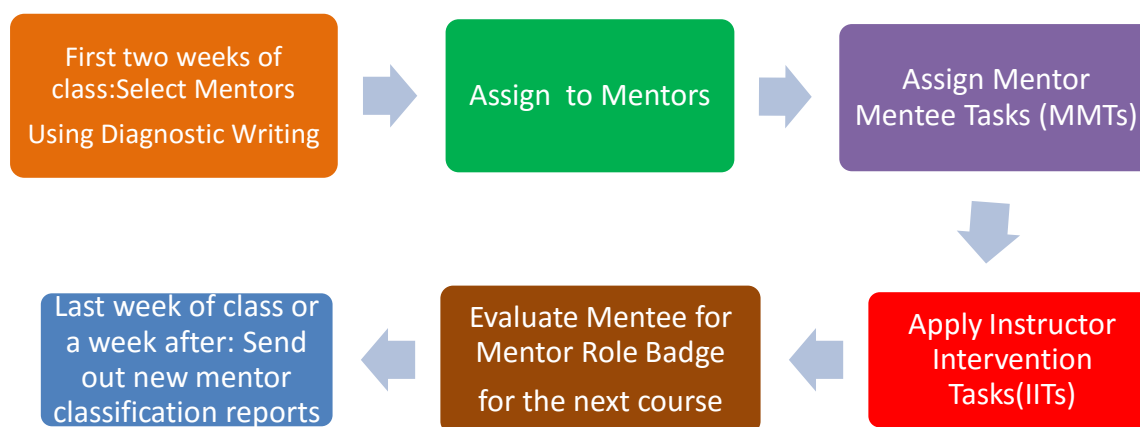 First two weeks of
class:Select Mentors
Using Diagnostic Writing
Assign  to Mentors
Assign Mentor
Mentee Tasks (MMTs)
Apply Instructor
Intervention
Tasks(IITs)
Evaluate Mentee for
Mentor Role Badge
for the next course
Last week of class or
a week after: Send
out new mentor
classification reports